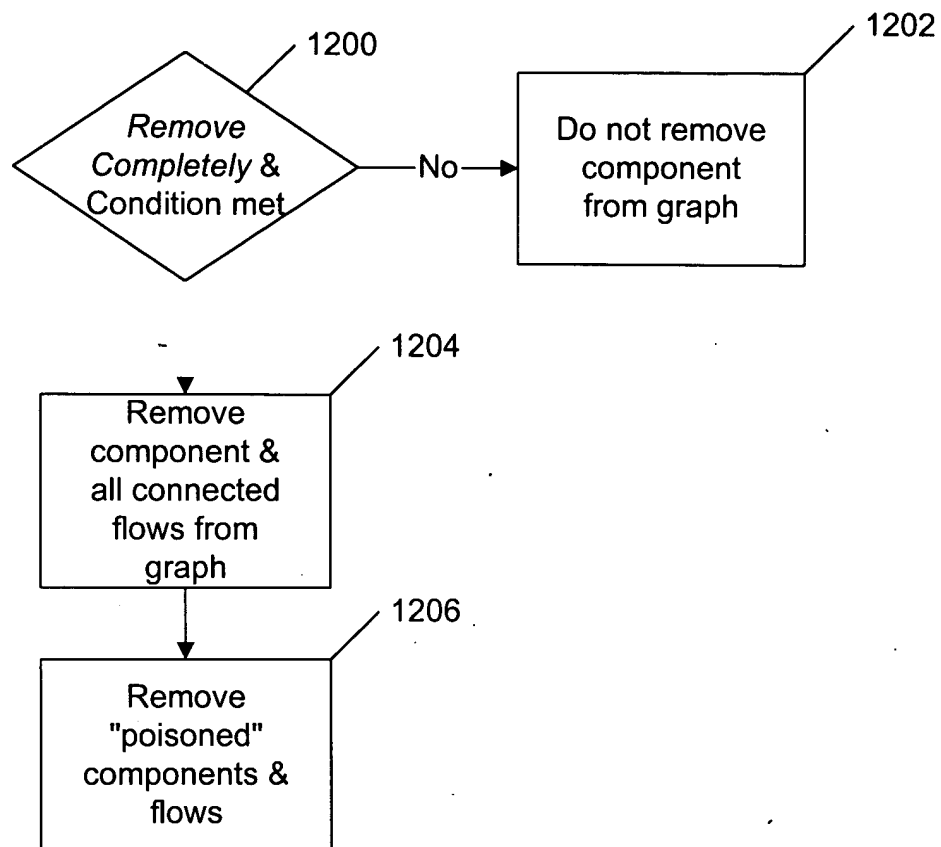 1200
Remove
Completely &
Condition met
No
1202
Do not remove
component
from graph
1204
Remove
component &
all connected
flows from
graph
1206
Remove
"poisoned"
components &
flows